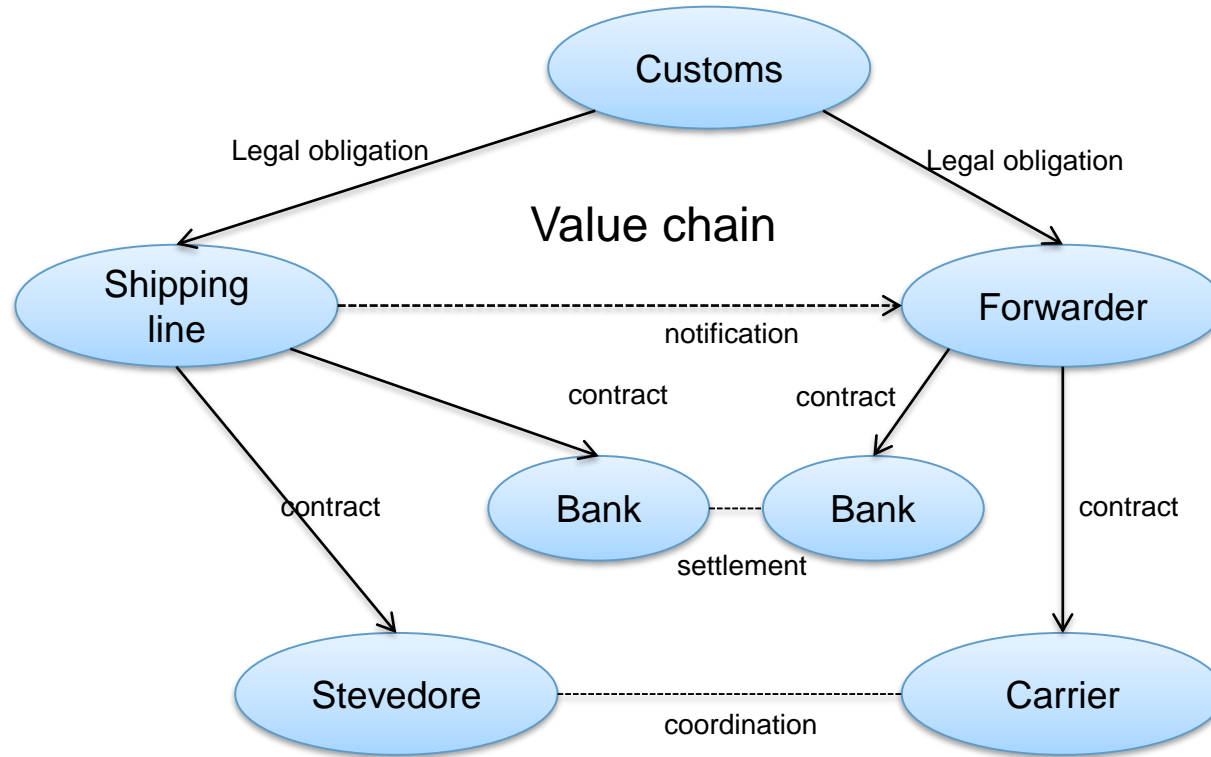 Customs
Legal obligation
Legal obligation
Value chain
Shipping
line
Forwarder
notification
contract
contract
contract
Bank
Bank
contract
settlement
Stevedore
Carrier
coordination